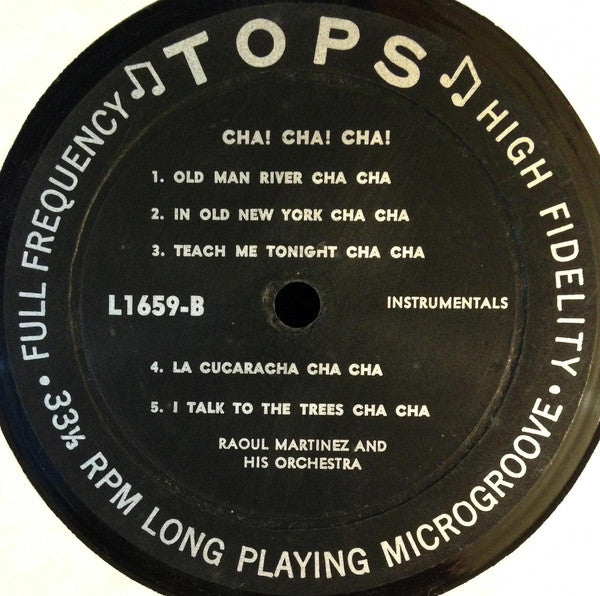 ♫ TOPS ♫
CHA! CHA! CHA!
1. OLD MAN RIVER CHA CHA
2. IN OLD NEW YORK CHA CHA
3. TEACH ME TONIGHT CHA CHA
L1659-B
INSTRUMENTALS
4. LA CUCARACHA CHA CHA
5. I TALK TO THE TREES CHA CHA
RAOUL MARTINEZ AND
HIS ORCHESTRA
• FULL FREQUENCY
HIGH FIDELITY •
33⅓ RPM LONG PLAYING MICROGROOVE